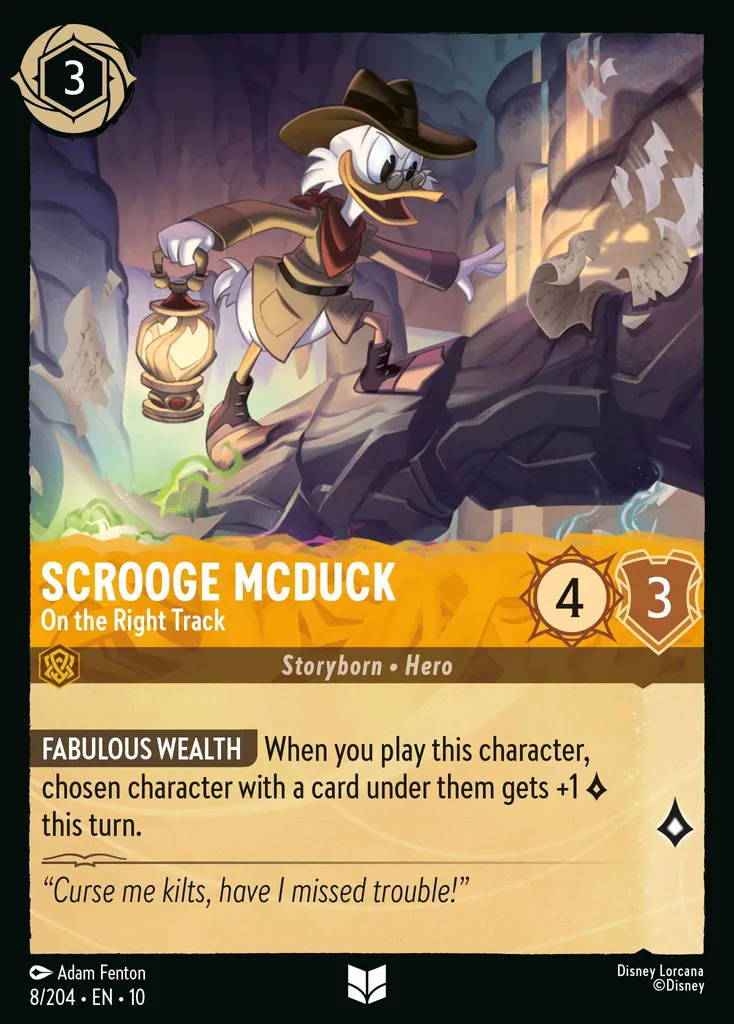 3
SCROOGE MCDUCK
On the Right Track
4
3
Storyborn • Hero
FABULOUS WEALTH When you play this character,
chosen character with a card under them gets +1
this turn.
“Curse me kilts, have I missed trouble!”
Adam Fenton
8/204 • EN • 10
Disney Lorcana
©Disney